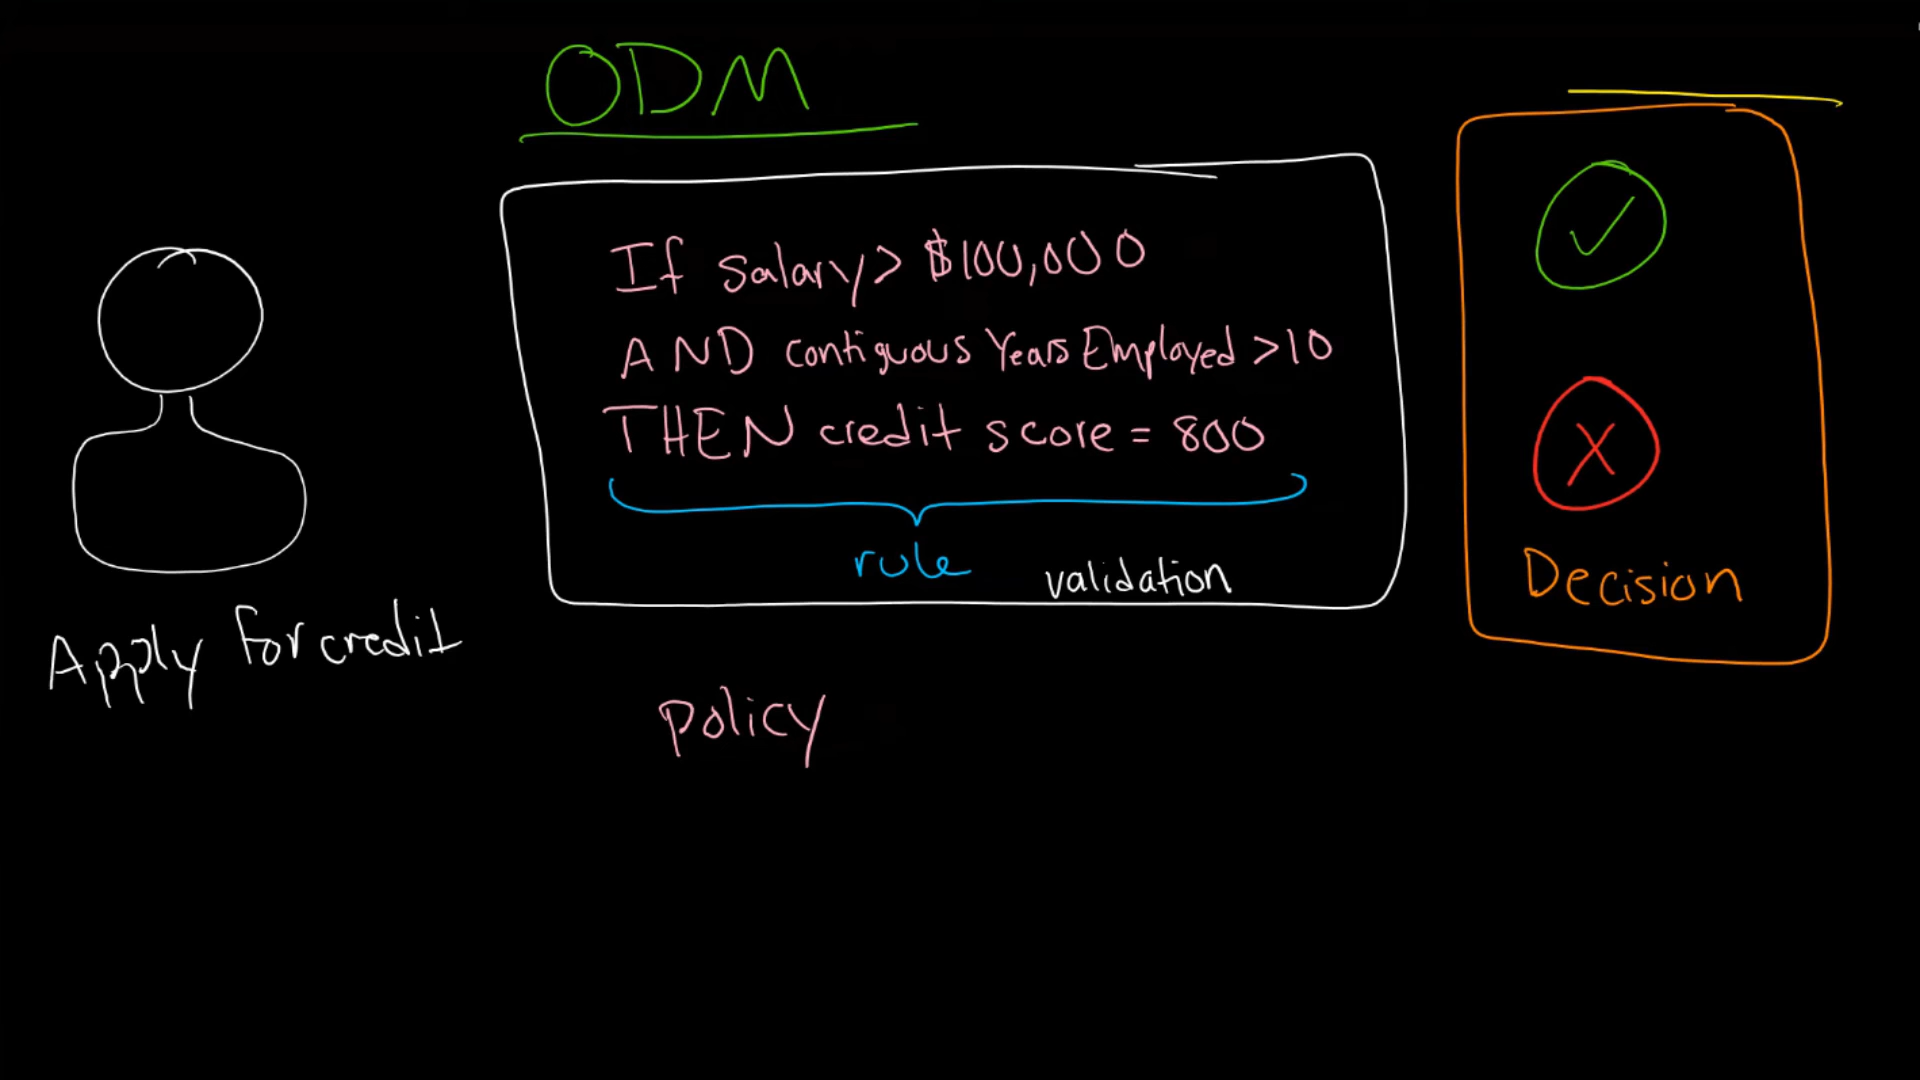 ODM
If salary > $100,000
AND contiguous Years Employed >10
THEN credit score = 800
rule
validation
Decision
Apply for credit
policy